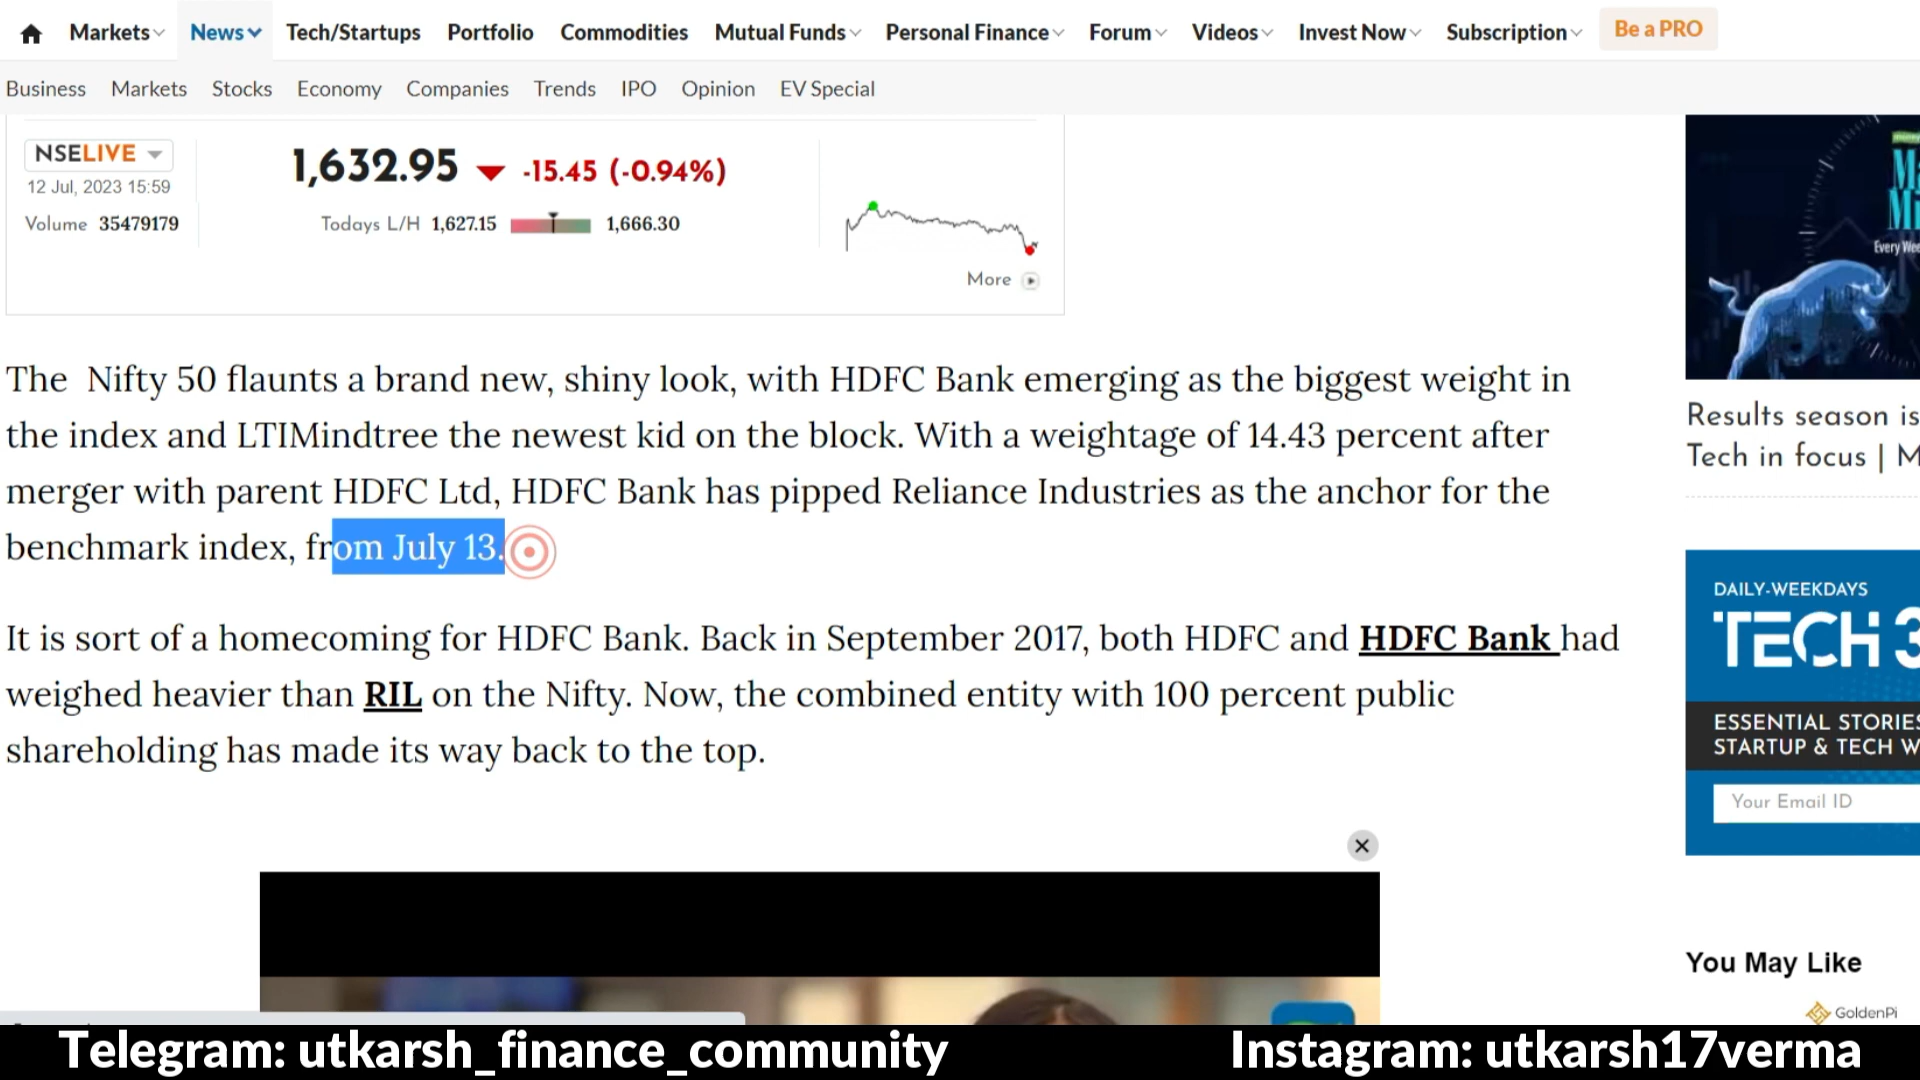 Markets News Tech/Startups Portfolio Commodities Mutual Funds Personal Finance Forum Videos Invest Now Subscription Be a PRO
Business Markets Stocks Economy Companies Trends IPO Opinion EV Special
NSELIVE
12 Jul, 2023 15:59
Volume 35479179
1,632.95 -15.45 (-0.94%)
Todays L/H 1,627.15 1,666.30
More
The Nifty 50 flaunts a brand new, shiny look, with HDFC Bank emerging as the biggest weight in
the index and LTIMindtree the newest kid on the block. With a weightage of 14.43 percent after
merger with parent HDFC Ltd, HDFC Bank has pipped Reliance Industries as the anchor for the
benchmark index, from July 13.
It is sort of a homecoming for HDFC Bank. Back in September 2017, both HDFC and HDFC Bank had
weighed heavier than RIL on the Nifty. Now, the combined entity with 100 percent public
shareholding has made its way back to the top.
Every
Results season is
Tech in focus |
DAILY-WEEKDAYS
TECH 3
ESSENTIAL STORIES
STARTUP & TECH
Your Email ID
You May Like
GoldenPi
Telegram: utkarsh_finance_community
Instagram: utkarsh17verma